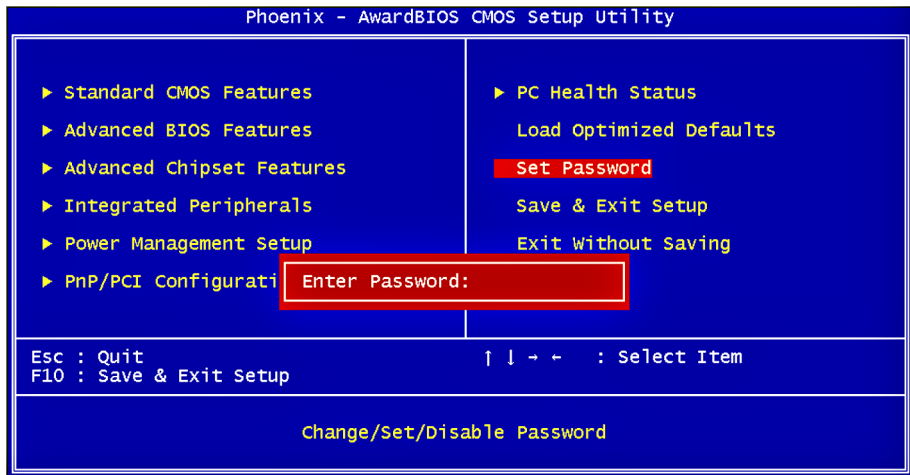 Phoenix - AwardBIOS CMOS Setup Utility
▶ Standard CMOS Features
▶ Advanced BIOS Features
▶ Advanced Chipset Features
▶ Integrated Peripherals
▶ Power Management Setup
▶ PnP/PCI Configurati
▶ PC Health Status
Load Optimized Defaults
Set Password
Save & Exit Setup
Exit Without Saving
Enter Password:
Esc : Quit
F10 : Save & Exit Setup
↑ ↓ → ← : Select Item
Change/Set/Disable Password